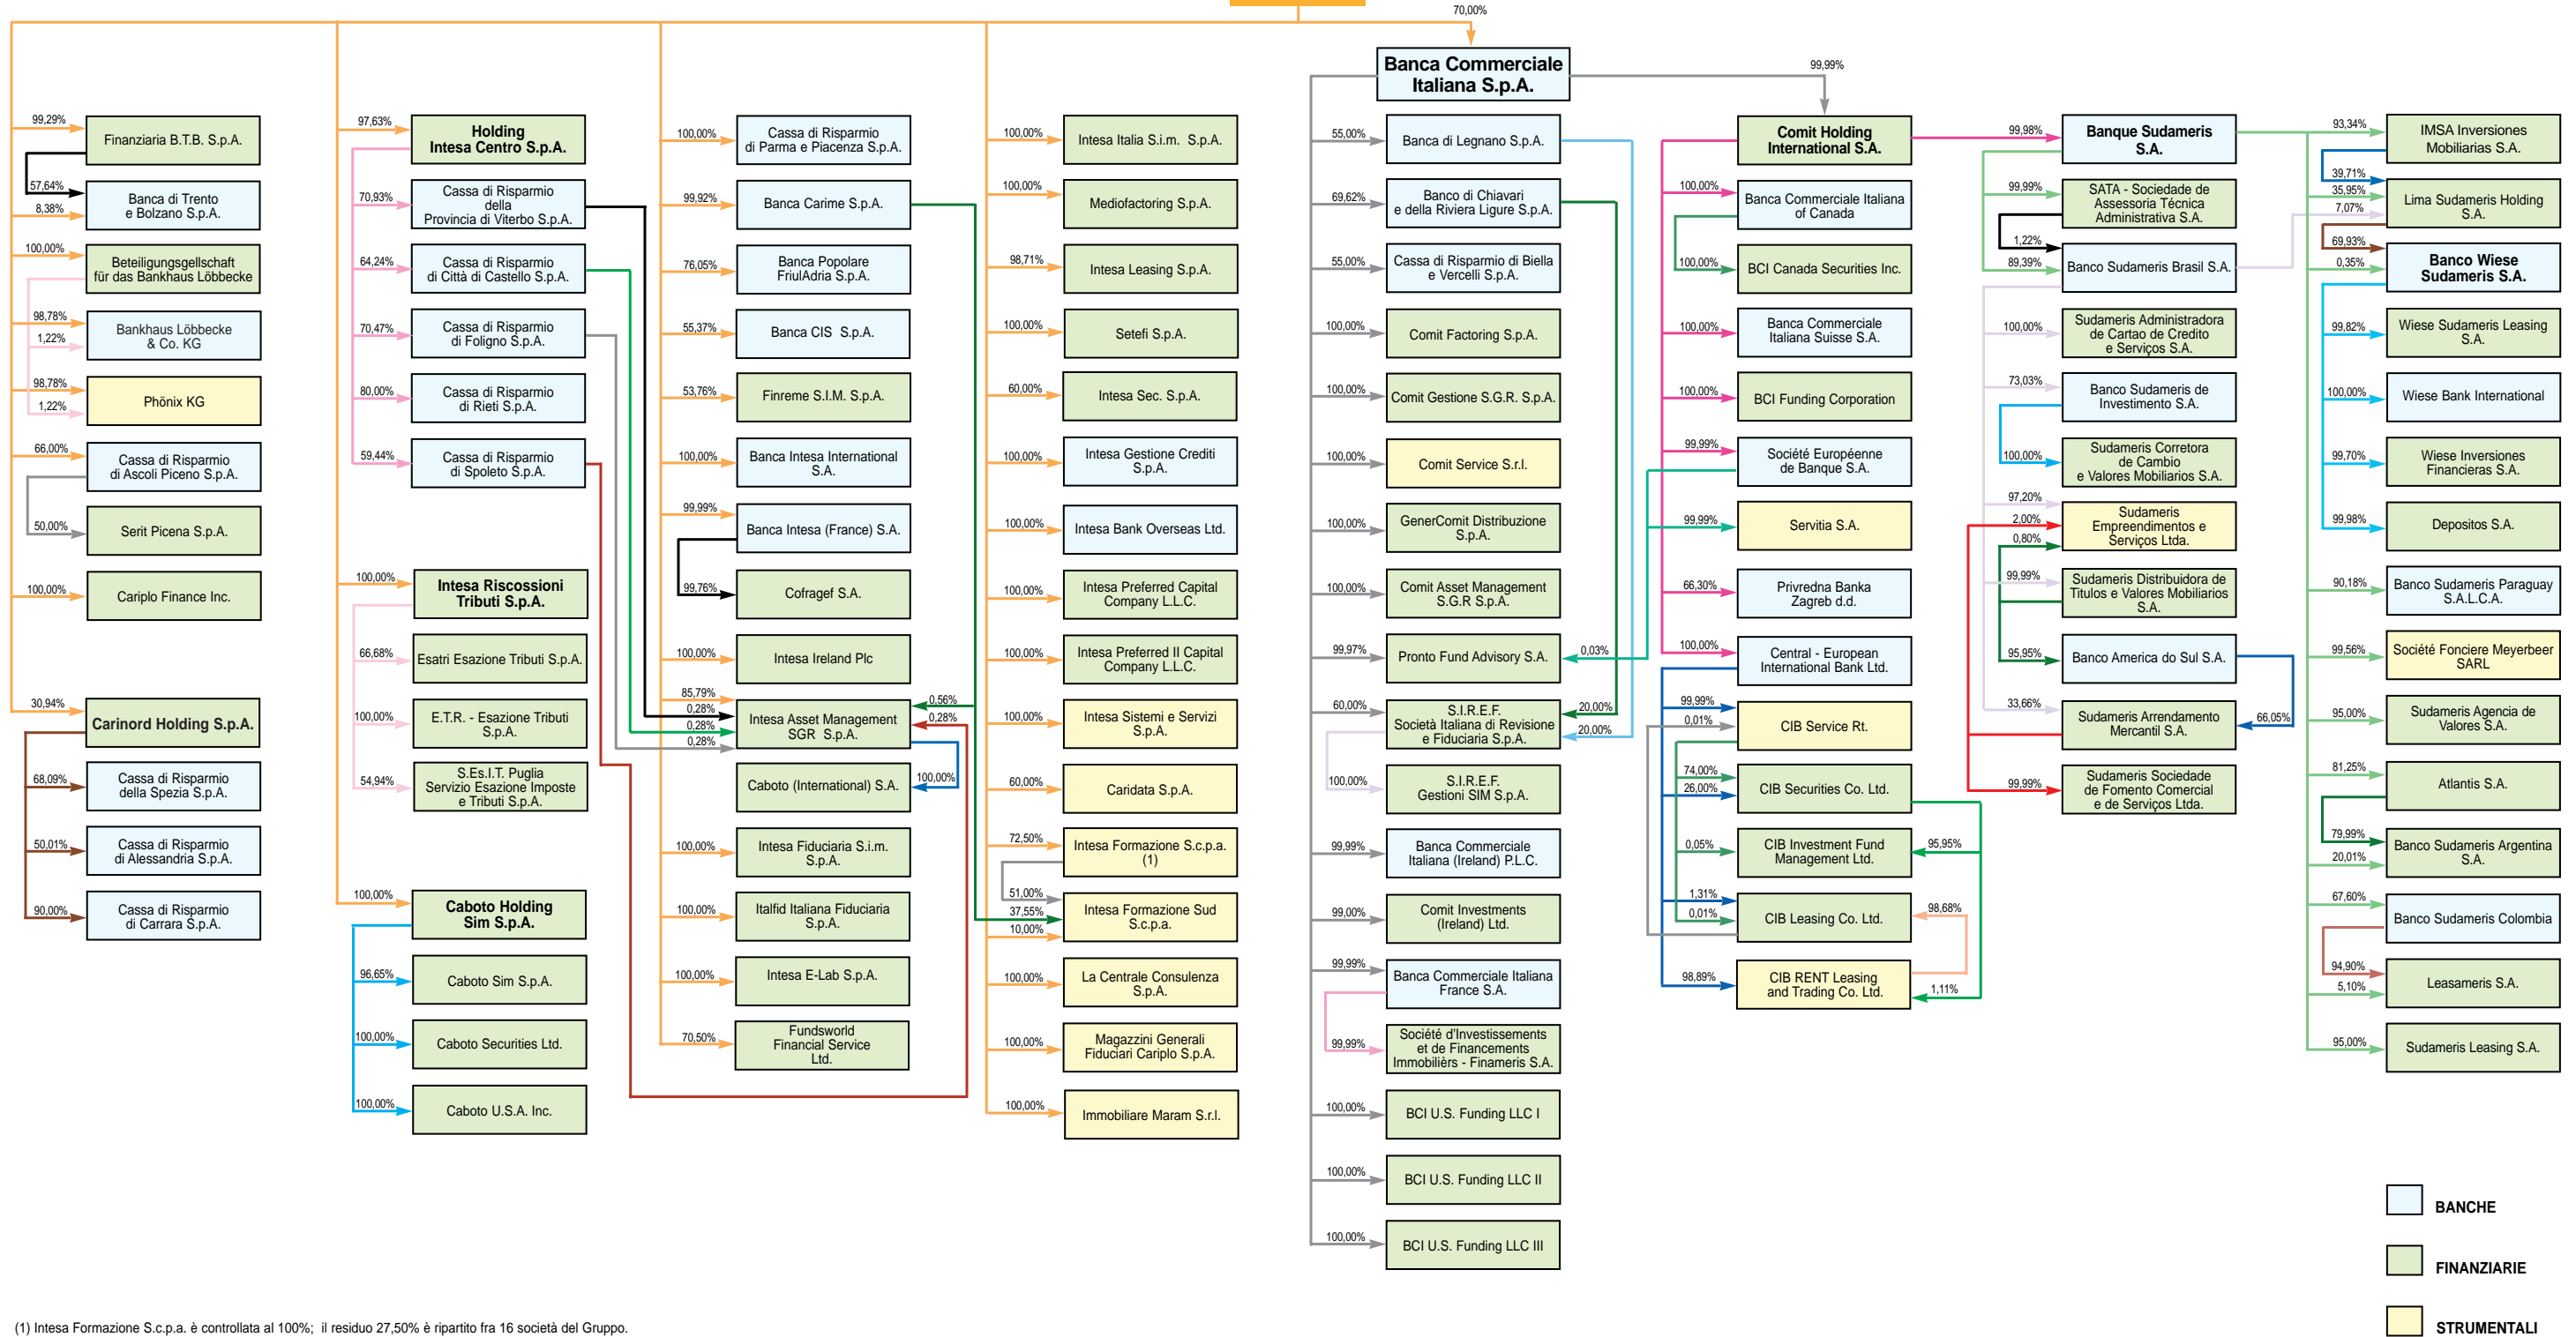 70,00%
Banca Commerciale
Italiana S.p.A.
99,99%
99,29%
Finanziaria B.T.B. S.p.A.
57,64%
8,38%
Banca di Trento
e Bolzano S.p.A.
100,00%
Beteiligungsgellschaft
für das Bankhaus Löbbecke
98,78%
1,22%
Bankhaus Löbbecke
& Co. KG
98,78%
1,22%
Phönix KG
66,00%
Cassa di Risparmio
di Ascoli Piceno S.p.A.
50,00%
Serit Picena S.p.A.
100,00%
Cariplo Finance Inc.
30,94%
Carinord Holding S.p.A.
68,09%
Cassa di Risparmio
della Spezia S.p.A.
50,01%
Cassa di Risparmio
di Alessandria S.p.A.
90,00%
Cassa di Risparmio
di Carrara S.p.A.
97,63%
Holding
Intesa Centro S.p.A.
70,93%
Cassa di Risparmio
della
Provincia di Viterbo S.p.A.
64,24%
Cassa di Risparmio
di Città di Castello S.p.A.
70,47%
Cassa di Risparmio
di Foligno S.p.A.
80,00%
Cassa di Risparmio
di Rieti S.p.A.
59,44%
Cassa di Risparmio
di Spoleto S.p.A.
100,00%
Intesa Riscossioni
Tributi S.p.A.
66,68%
Esatri Esazione Tributi S.p.A.
100,00%
E.T.R. - Esazione Tributi
S.p.A.
54,94%
S.Es.I.T. Puglia
Servizio Esazione Imposte
e Tributi S.p.A.
100,00%
Caboto Holding
Sim S.p.A.
96,65%
Caboto Sim S.p.A.
100,00%
Caboto Securities Ltd.
100,00%
Caboto U.S.A. Inc.
100,00%
Cassa di Risparmio
di Parma e Piacenza S.p.A.
99,92%
Banca Carime S.p.A.
76,05%
Banca Popolare
FriulAdria S.p.A.
55,37%
Banca CIS S.p.A.
53,76%
Finreme S.I.M. S.p.A.
100,00%
Banca Intesa International
S.A.
99,99%
Banca Intesa (France) S.A.
99,76%
Cofragef S.A.
100,00%
Intesa Ireland Plc
85,79%
0,28%
0,28%
0,28%
Intesa Asset Management
SGR S.p.A.
0,56%
0,28%
Caboto (International) S.A.
100,00%
100,00%
Intesa Fiduciaria S.i.m.
S.p.A.
100,00%
Italfid Italiana Fiduciaria
S.p.A.
100,00%
Intesa E-Lab S.p.A.
70,50%
Fundsworld
Financial Service
Ltd.
100,00%
Intesa Italia S.i.m. S.p.A.
100,00%
Mediofactoring S.p.A.
98,71%
Intesa Leasing S.p.A.
100,00%
Setefi S.p.A.
60,00%
Intesa Sec. S.p.A.
100,00%
Intesa Gestione Crediti
S.p.A.
100,00%
Intesa Bank Overseas Ltd.
100,00%
Intesa Preferred Capital
Company L.L.C.
100,00%
Intesa Preferred II Capital
Company L.L.C.
100,00%
Intesa Sistemi e Servizi
S.p.A.
60,00%
Caridata S.p.A.
72,50%
Intesa Formazione S.c.p.a.
(1)
51,00%
37,55%
10,00%
Intesa Formazione Sud
S.c.p.a.
100,00%
La Centrale Consulenza
S.p.A.
100,00%
Magazzini Generali
Fiduciari Cariplo S.p.A.
100,00%
Immobiliare Maram S.r.l.
55,00%
Banca di Legnano S.p.A.
69,62%
Banco di Chiavari
e della Riviera Ligure S.p.A.
55,00%
Cassa di Risparmio di Biella
e Vercelli S.p.A.
100,00%
Comit Factoring S.p.A.
100,00%
Comit Gestione S.G.R. S.p.A.
100,00%
Comit Service S.r.l.
100,00%
GenerComit Distribuzione
S.p.A.
100,00%
Comit Asset Management
S.G.R S.p.A.
99,97%
Pronto Fund Advisory S.A.
0,03%
60,00%
S.I.R.E.F.
Società Italiana di Revisione
e Fiduciaria S.p.A.
20,00%
20,00%
100,00%
S.I.R.E.F.
Gestioni SIM S.p.A.
99,99%
Banca Commerciale
Italiana (Ireland) P.L.C.
99,00%
Comit Investments
(Ireland) Ltd.
99,99%
Banca Commerciale Italiana
France S.A.
99,99%
Société d'Investissements
et de Financements
Immobilièrs - Finameris S.A.
100,00%
BCI U.S. Funding LLC I
100,00%
BCI U.S. Funding LLC II
100,00%
BCI U.S. Funding LLC III
Comit Holding
International S.A.
100,00%
Banca Commerciale Italiana
of Canada
100,00%
BCI Canada Securities Inc.
100,00%
Banca Commerciale
Italiana Suisse S.A.
100,00%
BCI Funding Corporation
99,99%
Société Européenne
de Banque S.A.
99,99%
Servitia S.A.
66,30%
Privredna Banka
Zagreb d.d.
100,00%
Central - European
International Bank Ltd.
99,99%
0,01%
CIB Service Rt.
74,00%
26,00%
CIB Securities Co. Ltd.
0,05%
CIB Investment Fund
Management Ltd.
95,95%
1,31%
0,01%
CIB Leasing Co. Ltd.
98,68%
98,89%
CIB RENT Leasing
and Trading Co. Ltd.
1,11%
99,98%
Banque Sudameris
S.A.
99,99%
SATA - Sociedade de
Assessoria Técnica
Administrativa S.A.
1,22%
89,39%
Banco Sudameris Brasil S.A.
100,00%
Sudameris Administradora
de Cartao de Credito
e Serviços S.A.
73,03%
Banco Sudameris de
Investimento S.A.
100,00%
Sudameris Corretora
de Cambio
e Valores Mobiliarios S.A.
97,20%
2,00%
0,80%
Sudameris
Empreendimentos e
Serviços Ltda.
99,99%
Sudameris Distribuidora de
Titulos e Valores Mobiliarios
S.A.
95,95%
Banco America do Sul S.A.
33,66%
Sudameris Arrendamento
Mercantil S.A.
66,05%
99,99%
Sudameris Sociedade
de Fomento Comercial
e de Serviços Ltda.
93,34%
IMSA Inversiones
Mobiliarias S.A.
39,71%
35,95%
7,07%
Lima Sudameris Holding
S.A.
69,93%
0,35%
Banco Wiese
Sudameris S.A.
99,82%
Wiese Sudameris Leasing
S.A.
100,00%
Wiese Bank International
99,70%
Wiese Inversiones
Financieras S.A.
99,98%
Depositos S.A.
90,18%
Banco Sudameris Paraguay
S.A.L.C.A.
99,56%
Société Fonciere Meyerbeer
SARL
95,00%
Sudameris Agencia de
Valores S.A.
81,25%
Atlantis S.A.
79,99%
20,01%
Banco Sudameris Argentina
S.A.
67,60%
Banco Sudameris Colombia
94,90%
5,10%
Leasameris S.A.
95,00%
Sudameris Leasing S.A.
BANCHE
FINANZIARIE
STRUMENTALI
(1) Intesa Formazione S.c.p.a. è controllata al 100%; il residuo 27,50% è ripartito fra 16 società del Gruppo.